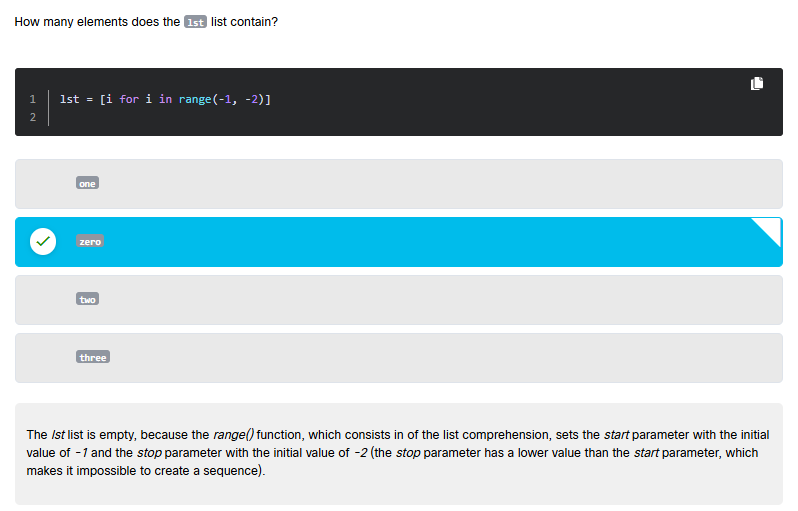 How many elements does the lst list contain?
1 lst = [i for i in range(-1, -2)]
2
one
zero
two
three
The lst list is empty, because the range() function, which consists in of the list comprehension, sets the start parameter with the initial
value of -1 and the stop parameter with the initial value of -2 (the stop parameter has a lower value than the start parameter, which
makes it impossible to create a sequence).